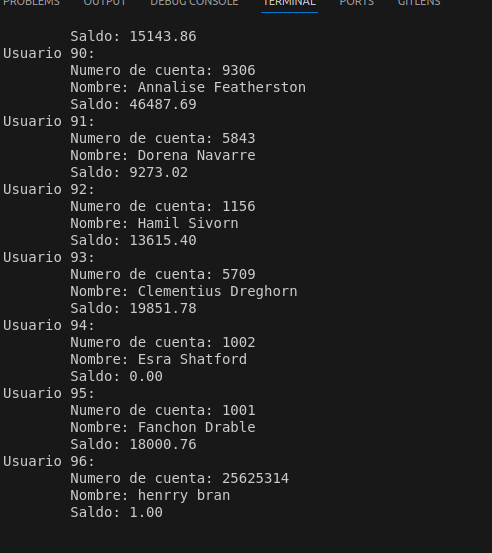 PROBLEMS OUTPUT DEBUG CONSOLE TERMINAL PORTS GITLENS
Saldo: 15143.86
Usuario 90:
Numero de cuenta: 9306
Nombre: Annalise Featherston
Saldo: 46487.69
Usuario 91:
Numero de cuenta: 5843
Nombre: Dorena Navarre
Saldo: 9273.02
Usuario 92:
Numero de cuenta: 1156
Nombre: Hamil Sivorn
Saldo: 13615.40
Usuario 93:
Numero de cuenta: 5709
Nombre: Clementius Dreghorn
Saldo: 19851.78
Usuario 94:
Numero de cuenta: 1002
Nombre: Esra Shatford
Saldo: 0.00
Usuario 95:
Numero de cuenta: 1001
Nombre: Fanchon Drable
Saldo: 18000.76
Usuario 96:
Numero de cuenta: 25625314
Nombre: henrry bran
Saldo: 1.00